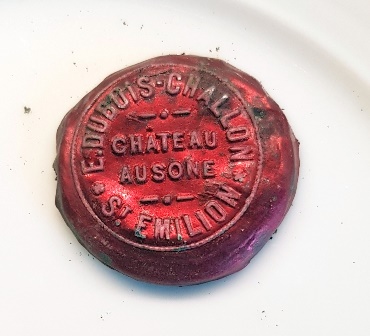 E. DUBOIS-CHALLON
CHÂTEAU
AUSONE
ST EMILION